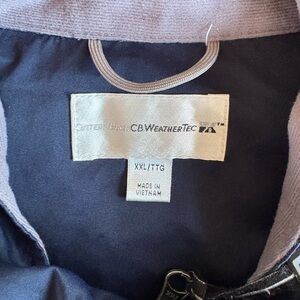 CUTTER & BUCK CB WEATHERTEC
XXL/TTG
MADE IN
VIETNAM